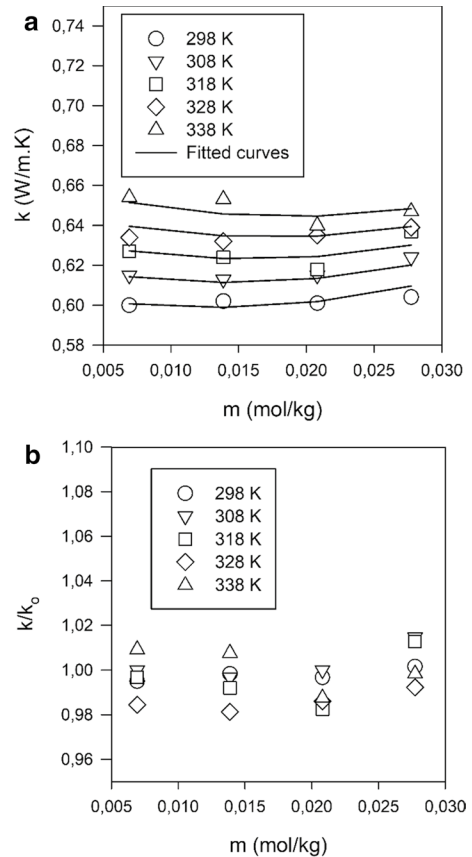 a
k (W/m.K)
0,74
0,72
0,70
0,68
0,66
0,64
0,62
0,60
0,58
298 K
308 K
318 K
328 K
338 K
Fitted curves
0,005 0,010 0,015 0,020 0,025 0,030
m (mol/kg)
b
k/ko
1,10
1,08
1,06
1,04
1,02
1,00
0,98
0,96
298 K
308 K
318 K
328 K
338 K
0,005 0,010 0,015 0,020 0,025 0,030
m (mol/kg)